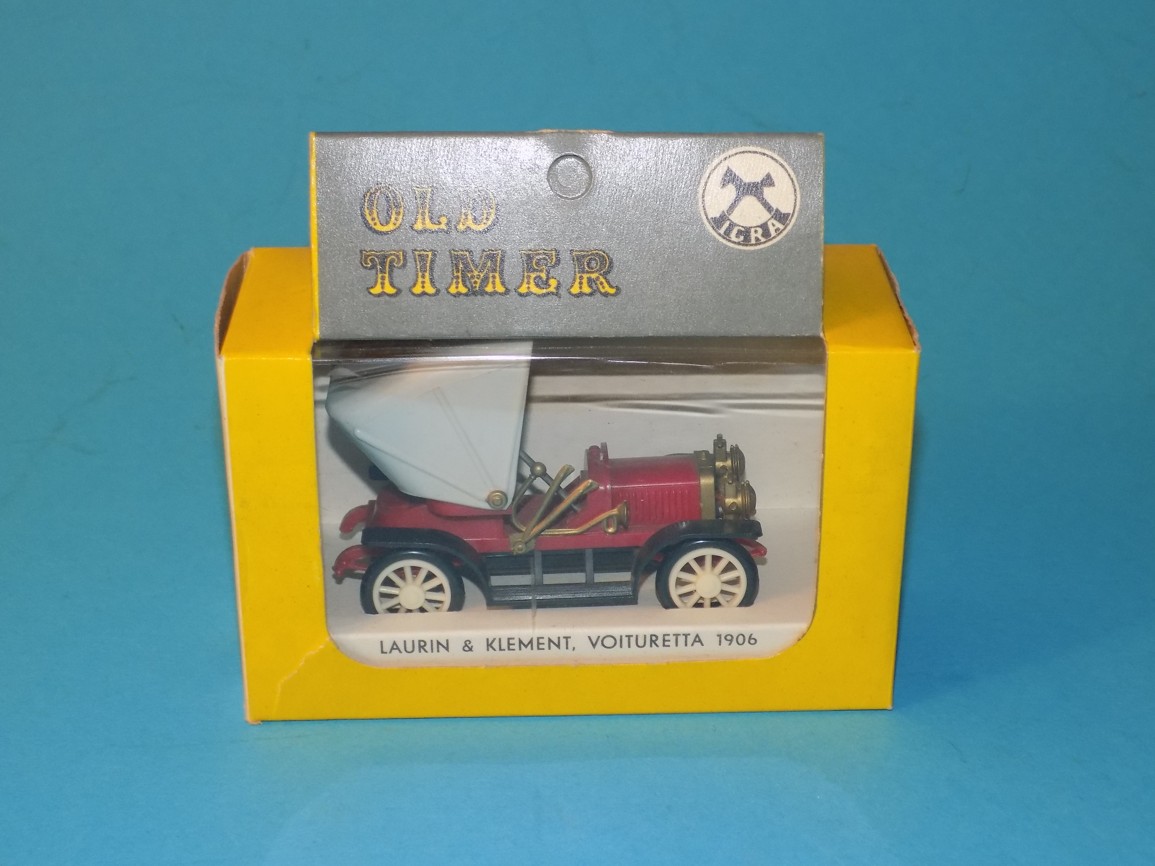 OLD
TIMER
IGRA
LAURIN & KLEMENT, VOITURETTA 1906